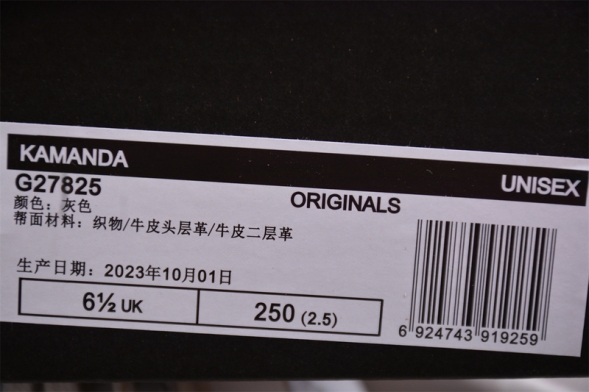 KAMANDA
UNISEX
G27825
ORIGINALS
颜色：灰色
帮面材料：织物/牛皮头层革/牛皮二层革
生产日期：2023年10月01日
6½ UK
250 (2.5)
6 924743 919259